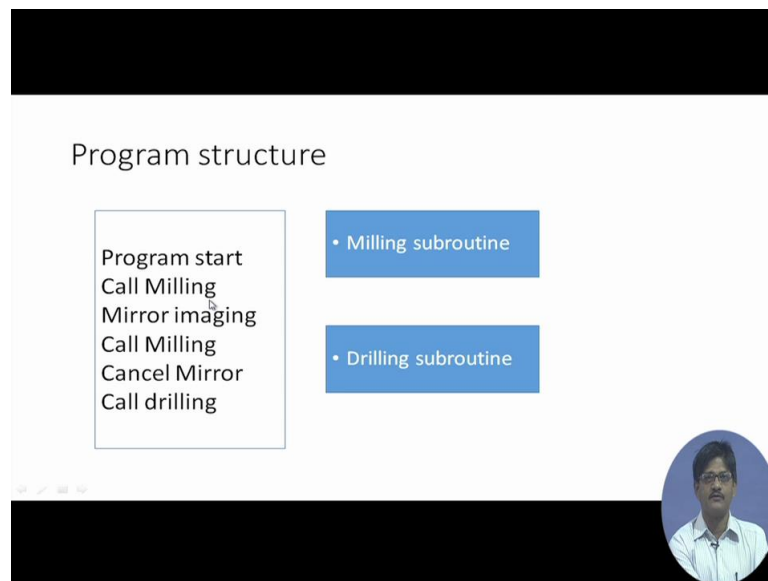 Program structure
Program start
Call Milling
Mirror imaging
Call Milling
Cancel Mirror
Call drilling
• Milling subroutine
• Drilling subroutine